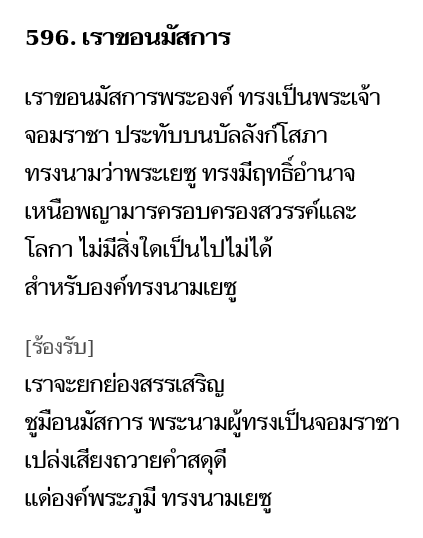 596. เราขอนมัสการ
เราขอนมัสการพระองค์ ทรงเป็นพระเจ้า
จอมราชา ประทับบนบัลลังก์โสภา
ทรงนามว่าพระเยซู ทรงมีฤทธิ์อำนาจ
เหนือพญามารครอบครองสวรรค์และ
โลกา ไม่มีสิ่งใดเป็นไปไม่ได้
สำหรับองค์ทรงนามเยซู
[ร้องรับ]
เราจะยกย่องสรรเสริญ
ชูมือนมัสการ พระนามผู้ทรงเป็นจอมราชา
เปล่งเสียงถวายคำสดุดี
แด่องค์พระภูมี ทรงนามเยซู